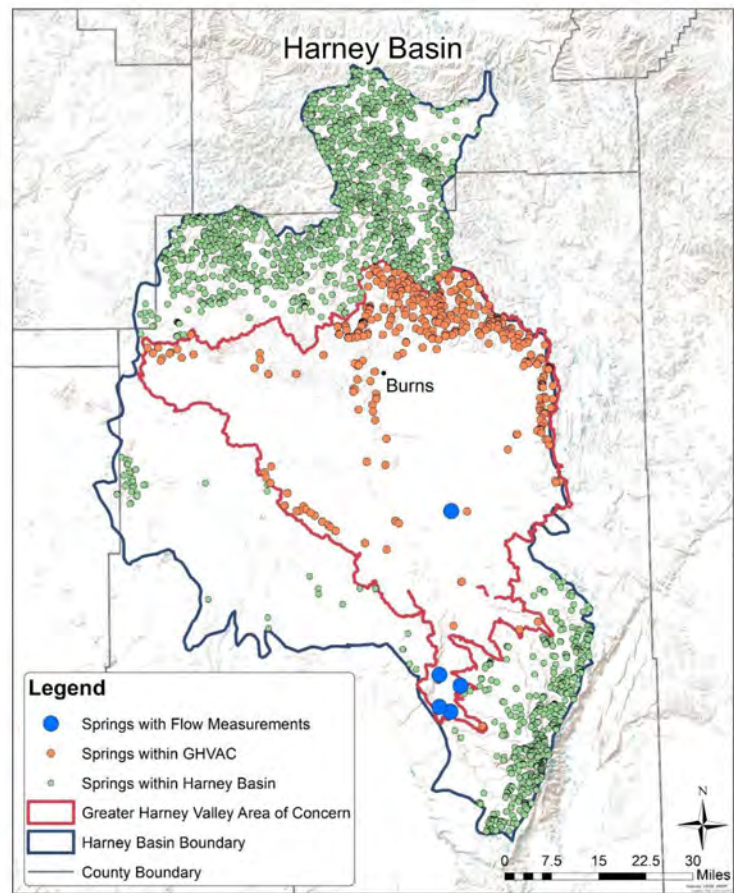 Harney Basin
Burns
Legend
Springs with Flow Measurements
Springs within GHVAC
Springs within Harney Basin
Greater Harney Valley Area of Concern
Harney Basin Boundary
County Boundary
N
0 7.5 15 22.5 30
Miles